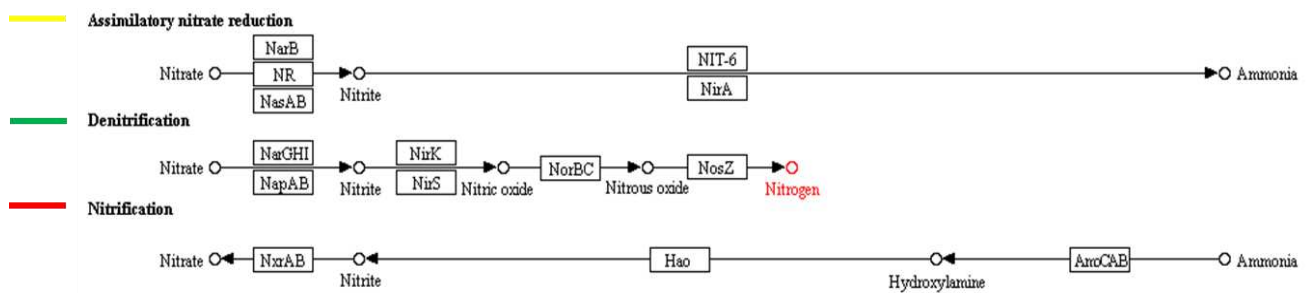 Assimilatory nitrate reduction
NarB
NIT-6
Nitrate NR Ammonia
NasAB Nitrite NirA
Denitrification
NarGHI NirK
Nitrate NorBC NosZ
NapAB Nitrite NirS Nitric oxide Nitrous oxide Nitrogen
Nitrification
Nitrate NxrAB Hao AmoCAB Ammonia
Nitrite Hydroxylamine